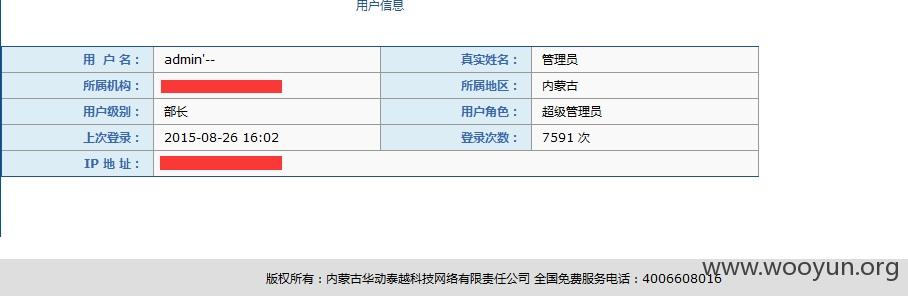 用户信息
用 户 名： admin'-- 真实姓名： 管理员
所属机构： 所属地区： 内蒙古
用户级别： 部长 用户角色： 超级管理员
上次登录： 2015-08-26 16:02 登录次数： 7591 次
IP 地 址：
版权所有：内蒙古华动泰越科技网络有限责任公司 全国免费服务电话：4006608016
www.wooyun.org